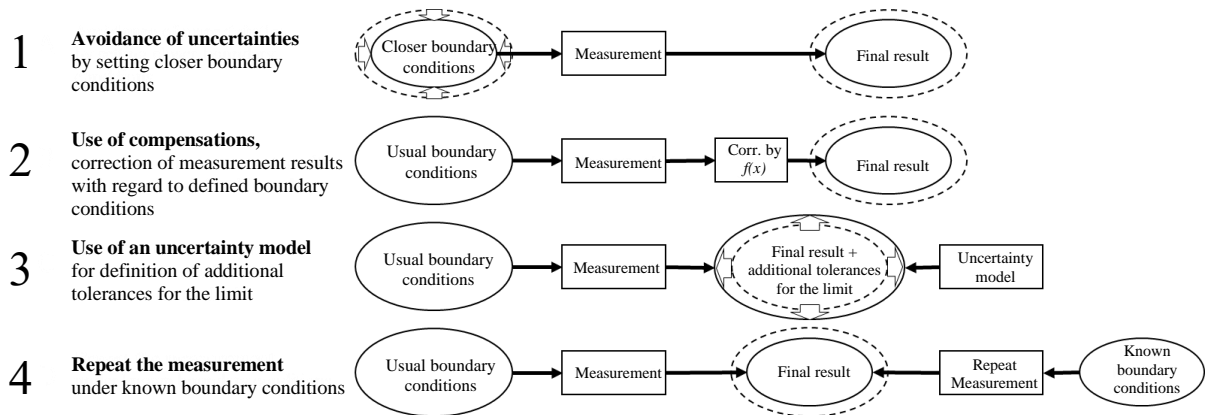 1
Avoidance of uncertainties
by setting closer boundary
conditions
Closer boundary
conditions
Measurement
Final result
2
Use of compensations,
correction of measurement results
with regard to defined boundary
conditions
Usual boundary
conditions
Measurement
Corr. by
f(x)
Final result
3
Use of an uncertainty model
for definition of additional
tolerances for the limit
Usual boundary
conditions
Measurement
Final result +
additional tolerances
for the limit
Uncertainty
model
4
Repeat the measurement
under known boundary conditions
Usual boundary
conditions
Measurement
Final result
Repeat
Measurement
Known
boundary
conditions